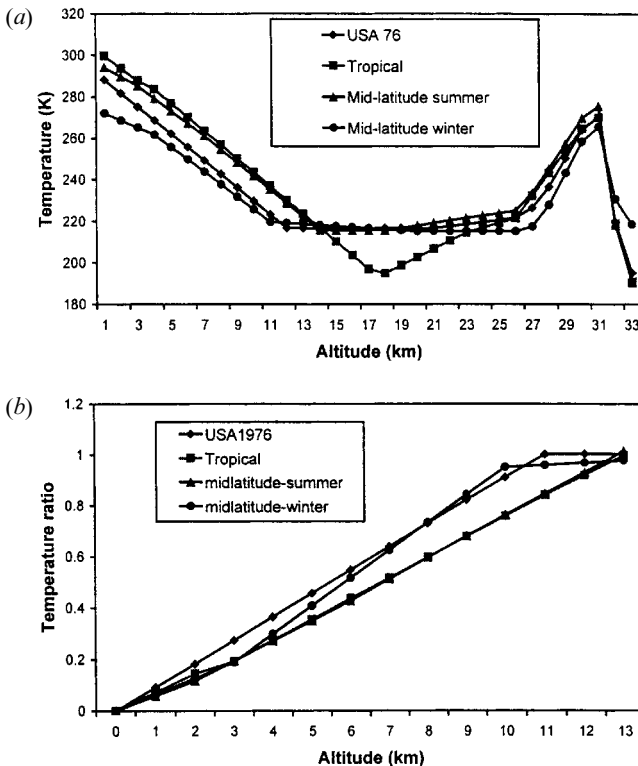 (a)
320
300
280
260
240
220
200
180
Temperature (K)
USA 76
Tropical
Mid-latitude summer
Mid-latitude winter
1 3 5 7 9 11 13 15 17 19 21 23 25 27 29 31 33
Altitude (km)
(b)
1.2
1
0.8
0.6
0.4
0.2
0
Temperature ratio
USA1976
Tropical
midlatitude-summer
midlatitude-winter
0 1 2 3 4 5 6 7 8 9 10 11 12 13
Altitude (km)